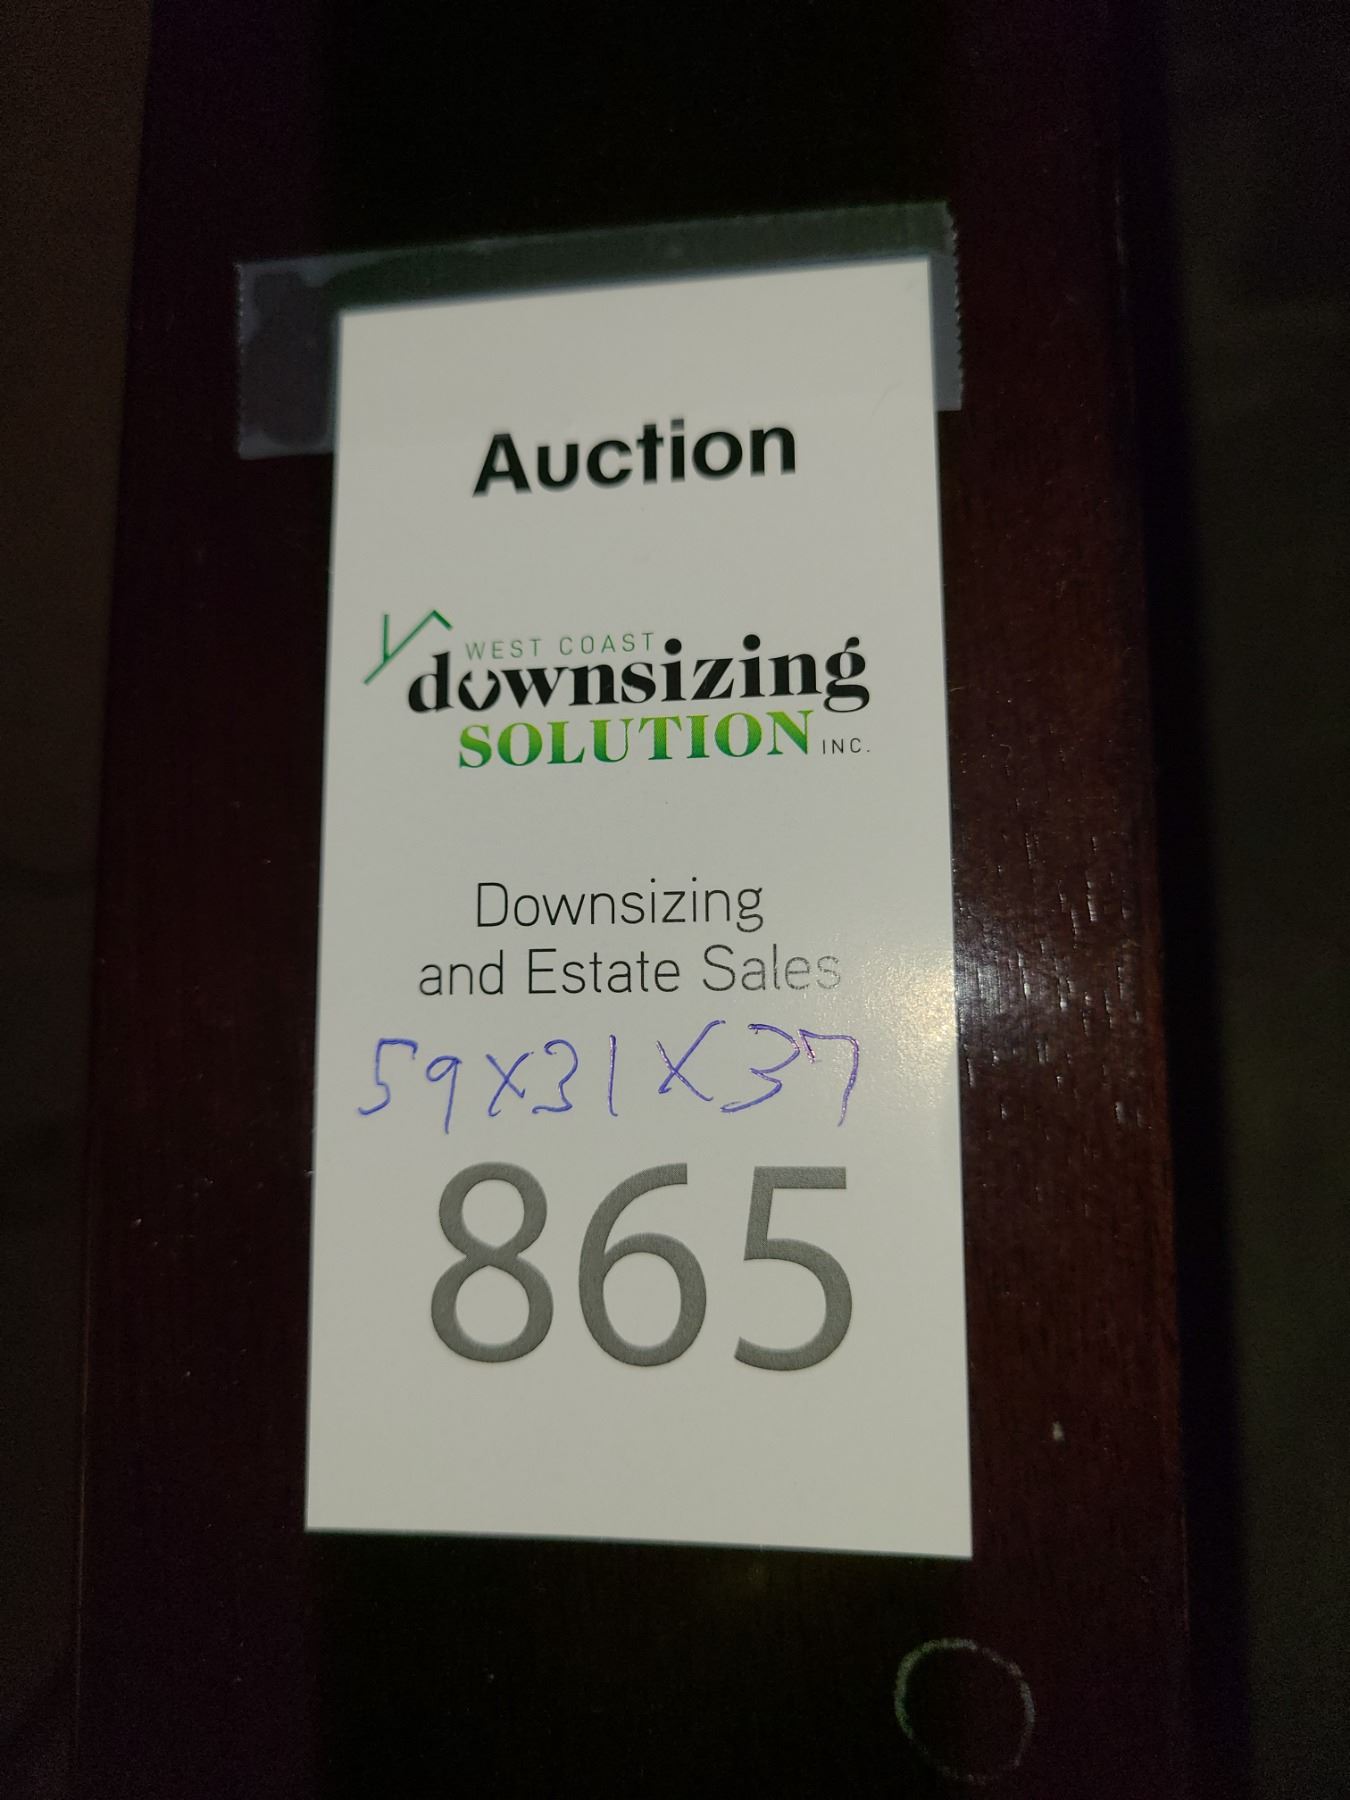 Auction
WEST COAST
downsizing
SOLUTION INC.
Downsizing
and Estate Sales
59x31x37
865